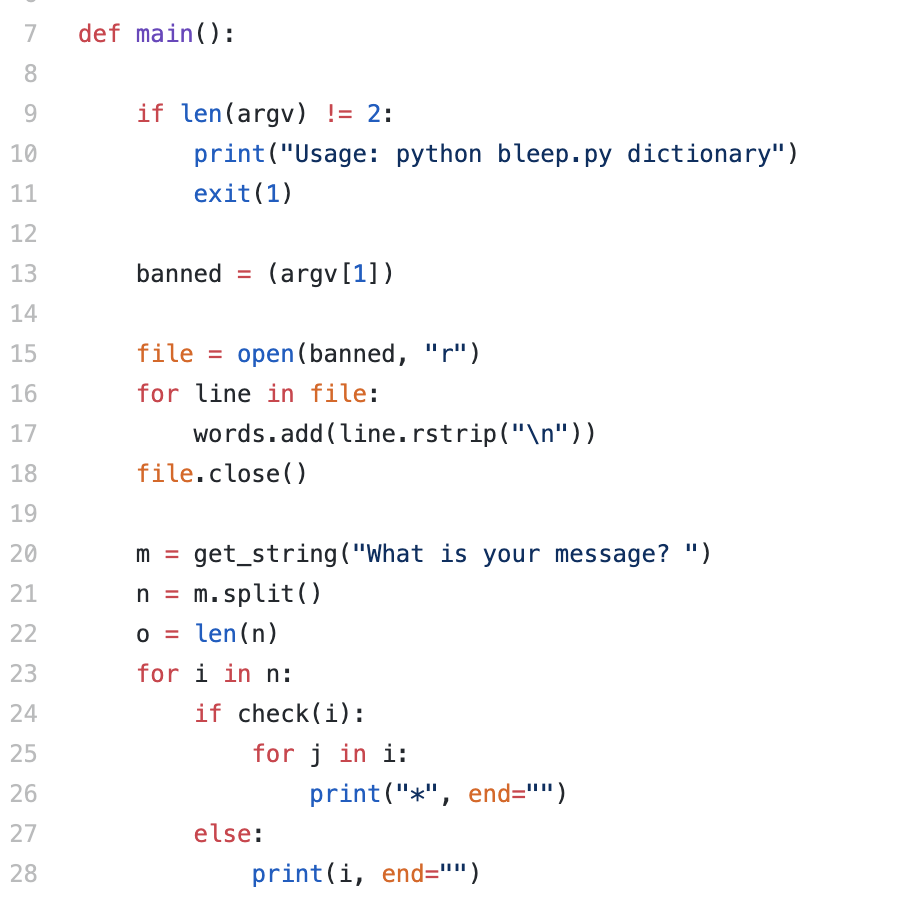 7 def main():
8
9     if len(argv) != 2:
10         print("Usage: python bleep.py dictionary")
11         exit(1)
12
13     banned = (argv[1])
14
15     file = open(banned, "r")
16     for line in file:
17         words.add(line.rstrip("\n"))
18     file.close()
19
20     m = get_string("What is your message? ")
21     n = m.split()
22     o = len(n)
23     for i in n:
24         if check(i):
25             for j in i:
26                 print("*", end="")
27         else:
28             print(i, end="")